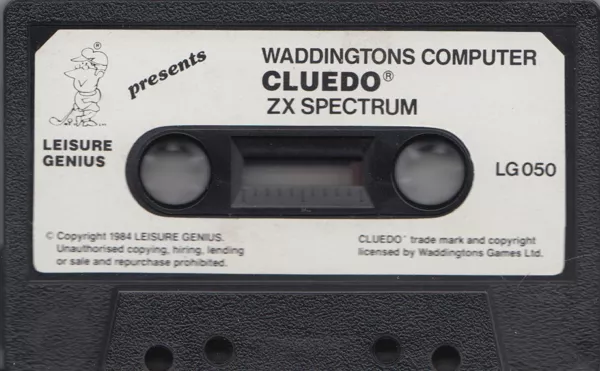 presents
WADDINGTONS COMPUTER
CLUEDO®
ZX SPECTRUM
LEISURE
GENIUS
LG 050
© Copyright 1984 LEISURE GENIUS.
Unauthorised copying, hiring, lending
or sale and repurchase prohibited.
CLUEDO™ trade mark and copyright
licensed by Waddingtons Games Ltd.